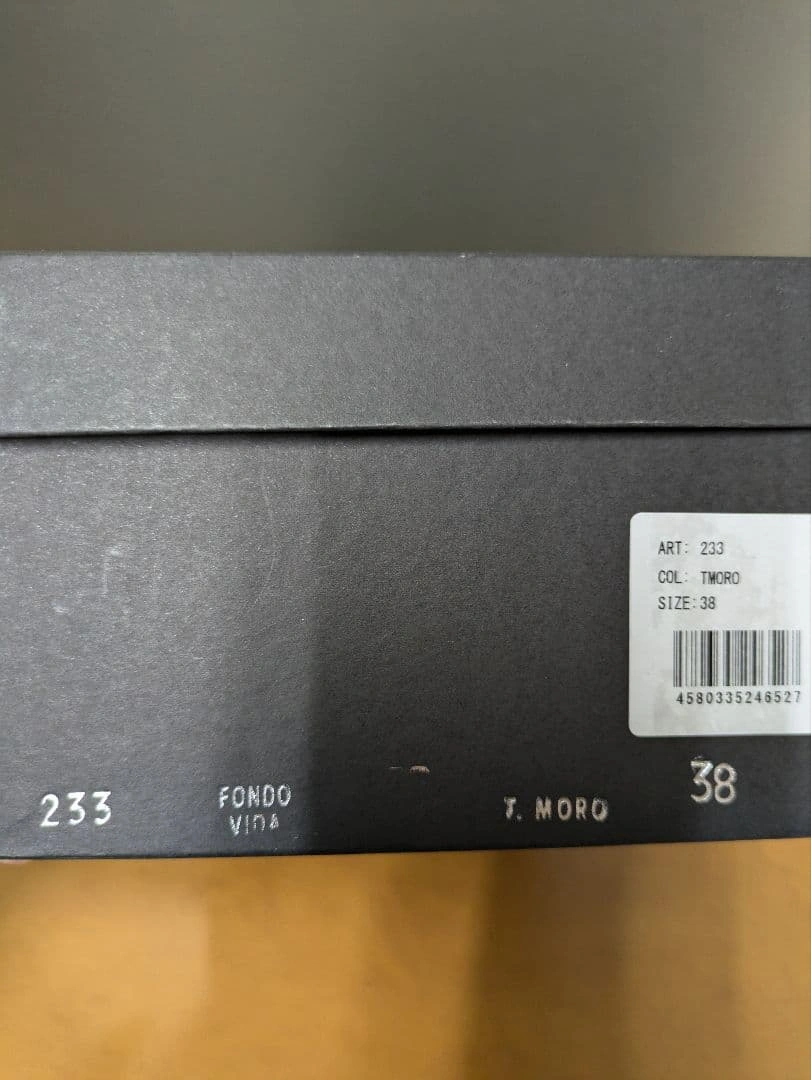 ART: 233
COL: TMORO
SIZE:38
4580335246527
38
233
FONDO
VIDA
T. MORO